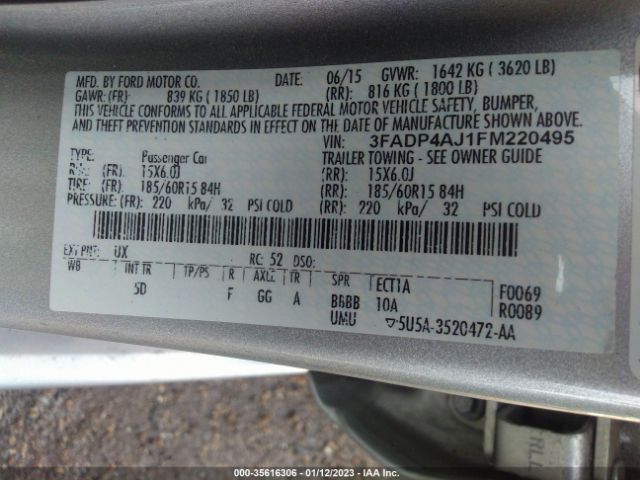 MFD. BY FORD MOTOR CO. DATE: 06/15 GVWR: 1642 KG ( 3620 LB)
GAWR: (FR) 839 KG ( 1850 LB) (RR): 816 KG ( 1800 LB)
THIS VEHICLE CONFORMS TO ALL APPLICABLE FEDERAL MOTOR VEHICLE SAFETY, BUMPER,
AND THEFT PREVENTION STANDARDS IN EFFECT ON THE DATE OF MANUFACTURE SHOWN ABOVE.
VIN: 3FADP4AJ1FM220495
TYPE: Passenger Car TRAILER TOWING - SEE OWNER GUIDE
RIM: (FR): 15X6.0J (RR): 15X6.0J
TIRE: (FR): 185/60R15 84H (RR): 185/60R15 84H
PRESSURE: (FR): 220 kPa/ 32 PSI COLD (RR): 220 kPa/ 32 PSI COLD
EXT PNT: UX RC: 52 DSO:
WB INT TR TP/PS R AXLE TR SPR ECT1A F0069
5D F GG A BBBB 10A R0089
UMU ▽5U5A-3520472-AA
RLJ
000-35616306 - 01/12/2023 - IAA Inc.